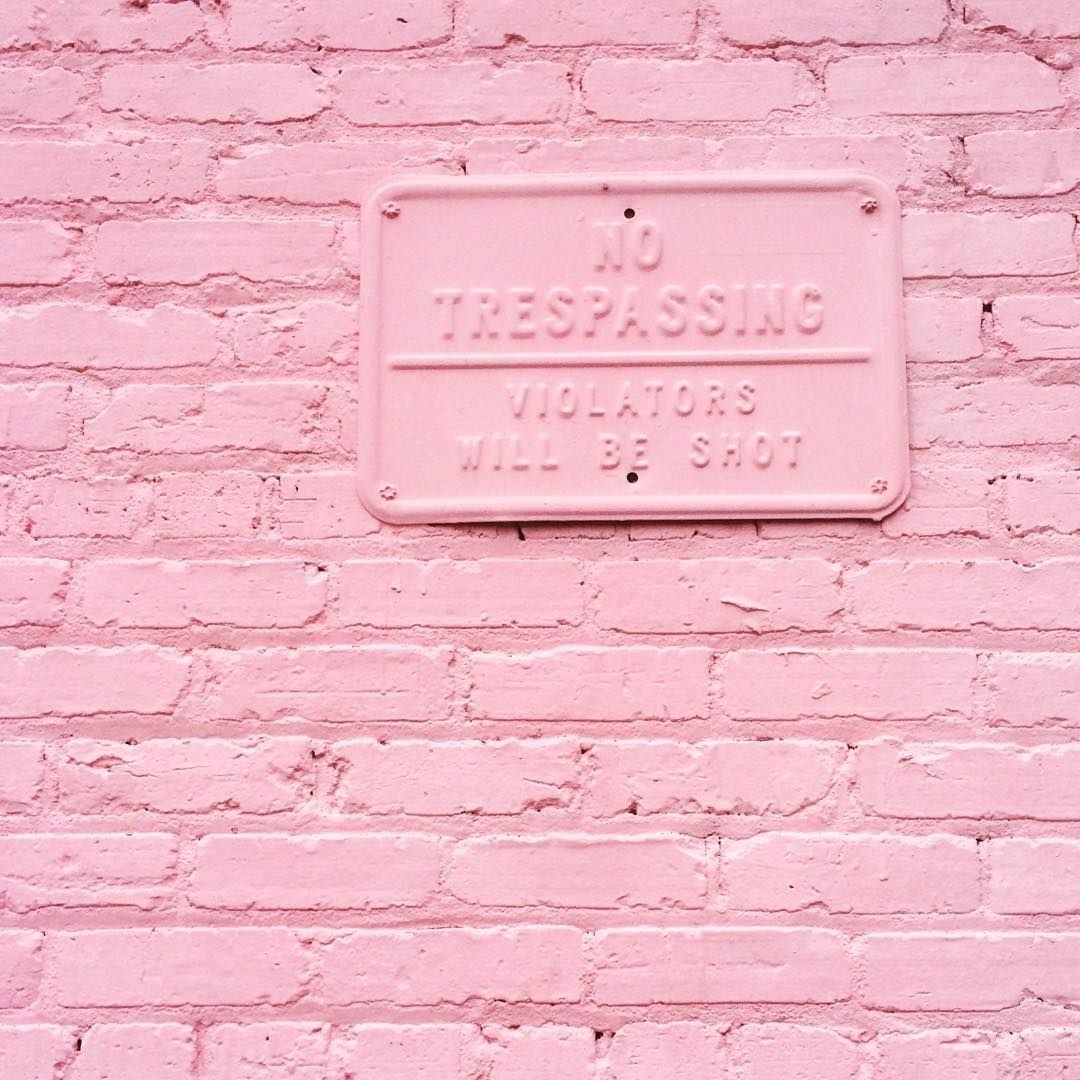 NO
TRESPASSING
VIOLATORS
WILL BE SHOT